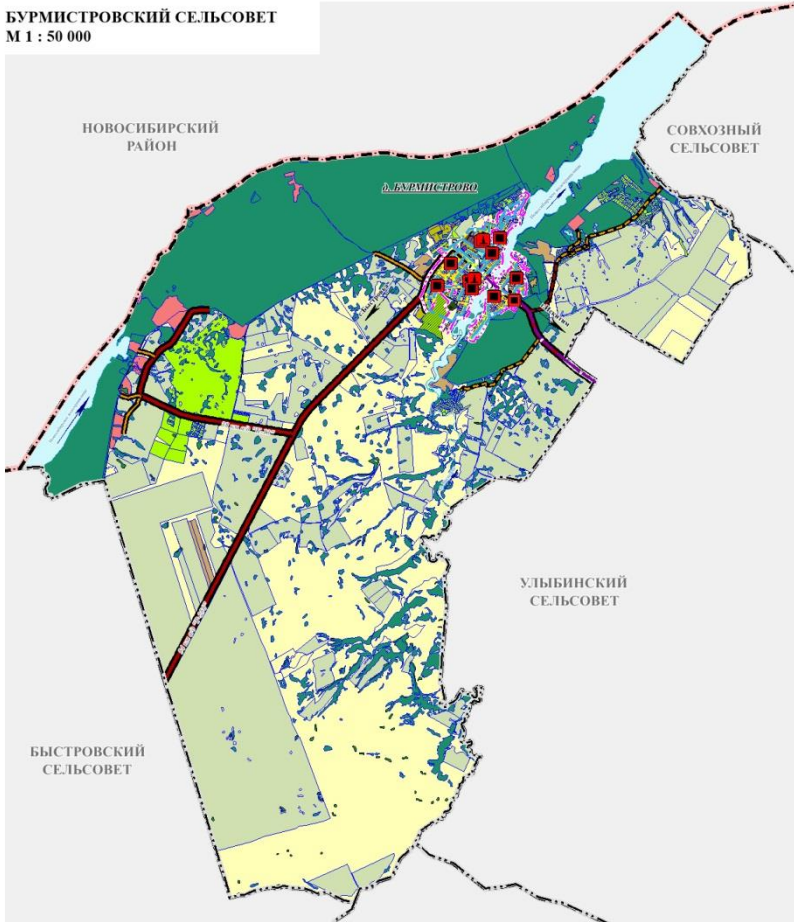 БУРМИСТРОВСКИЙ СЕЛЬСОВЕТ
М 1 : 50 000
НОВОСИБИРСКИЙ
РАЙОН
СОВХОЗНЫЙ
СЕЛЬСОВЕТ
д. БУРМИСТРОВО
УЛЫБИНСКИЙ
СЕЛЬСОВЕТ
БЫСТРОВСКИЙ
СЕЛЬСОВЕТ